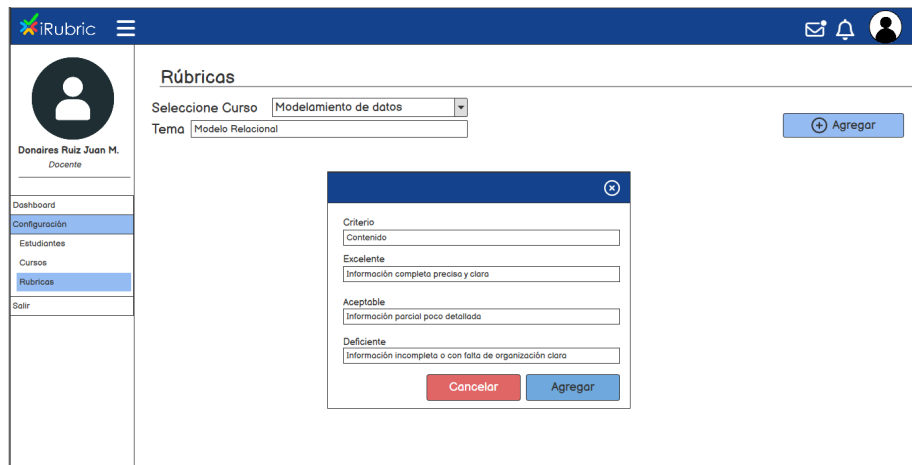 iRubric
Donaires Ruiz Juan M.
Docente
Dashboard
Configuración
Estudiantes
Cursos
Rubricas
Salir
Rúbricas
Seleccione Curso Modelamiento de datos
Tema Modelo Relacional
Agregar
Criterio
Contenido
Excelente
Información completa precisa y clara
Aceptable
Información parcial poco detallada
Deficiente
Información incompleta o con falta de organización clara
Cancelar Agregar